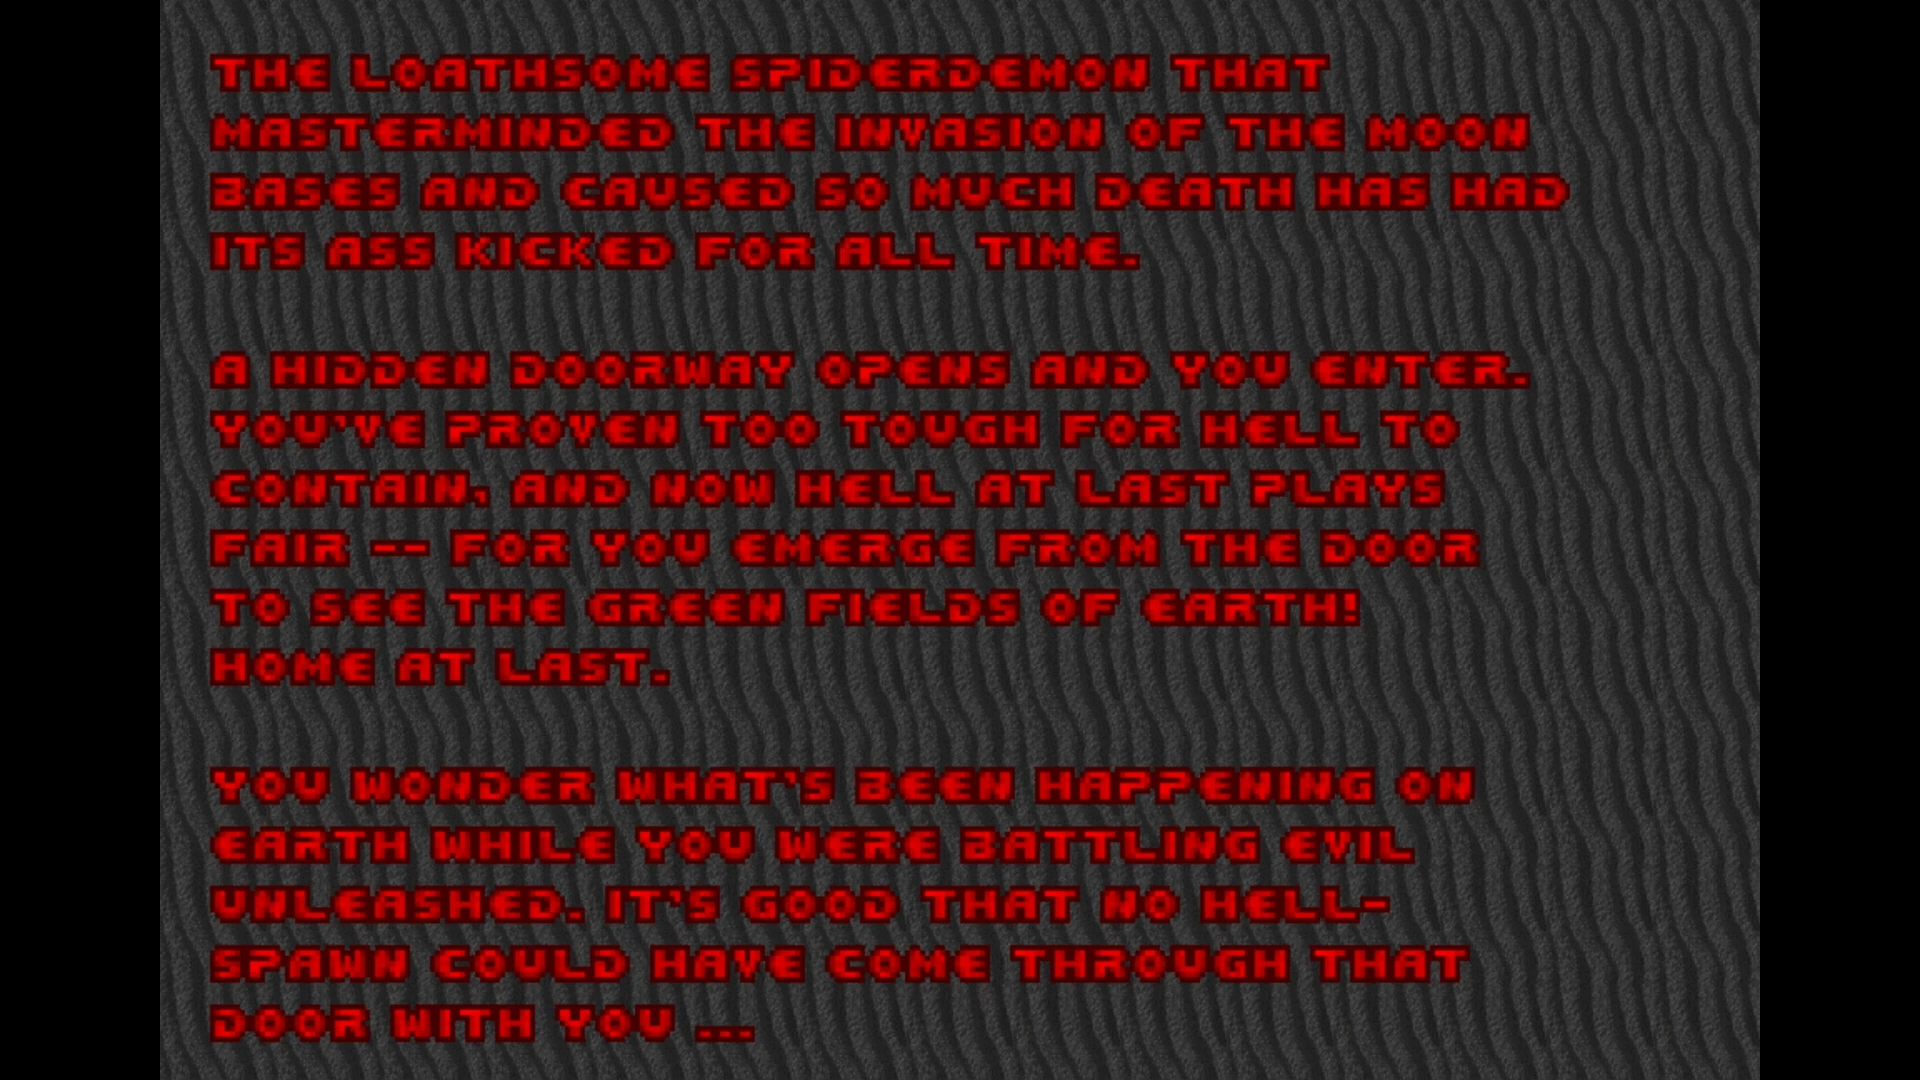 THE LOATHSOME SPIDERDEMON THAT
MASTERMINDED THE INVASION OF THE MOON
BASES AND CAUSED SO MUCH DEATH HAS HAD
ITS ASS KICKED FOR ALL TIME.
A HIDDEN DOORWAY OPENS AND YOU ENTER.
YOU'VE PROVEN TOO TOUGH FOR HELL TO
CONTAIN, AND NOW HELL AT LAST PLAYS
FAIR -- FOR YOU EMERGE FROM THE DOOR
TO SEE THE GREEN FIELDS OF EARTH!
HOME AT LAST.
YOU WONDER WHAT'S BEEN HAPPENING ON
EARTH WHILE YOU WERE BATTLING EVIL
UNLEASHED. IT'S GOOD THAT NO HELL-
SPAWN COULD HAVE COME THROUGH THAT
DOOR WITH YOU ...